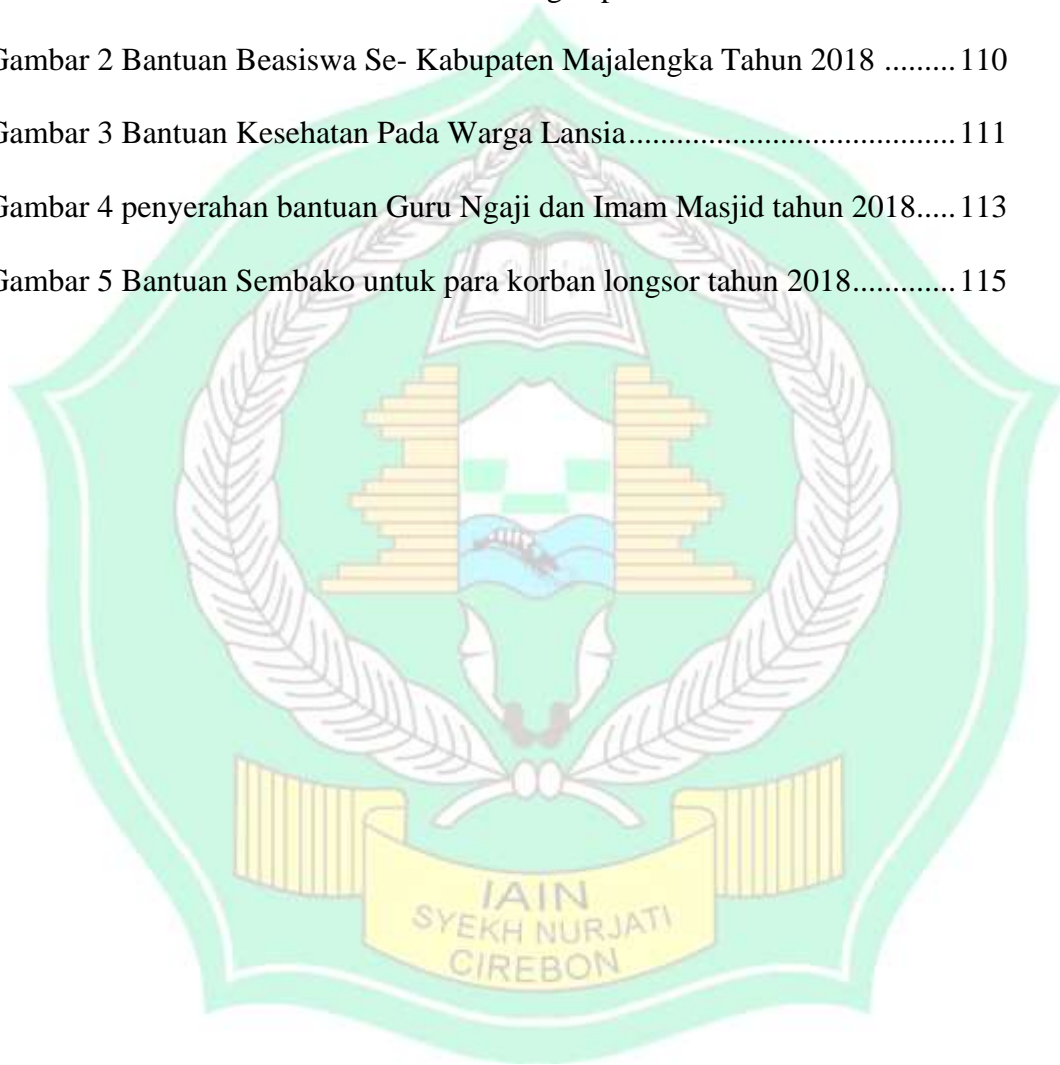 Gambar 2 Bantuan Beasiswa Se- Kabupaten Majalengka Tahun 2018 ......... 110
Gambar 3 Bantuan Kesehatan Pada Warga Lansia...................................... 111
Gambar 4 penyerahan bantuan Guru Ngaji dan Imam Masjid tahun 2018..... 113
Gambar 5 Bantuan Sembako untuk para korban longsor tahun 2018............. 115
IAIN
SYEKH NURJATI
CIREBON